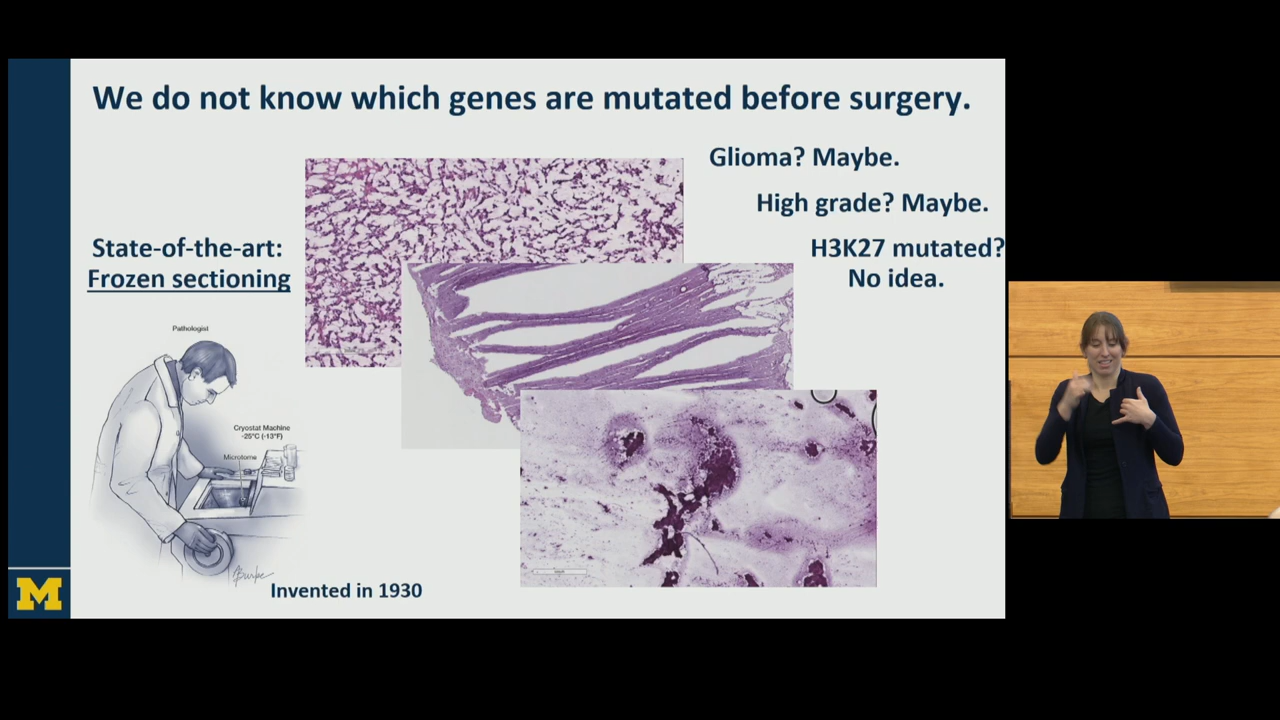 We do not know which genes are mutated before surgery.
Glioma? Maybe.
High grade? Maybe.
H3K27 mutated?
No idea.
State-of-the-art:
Frozen sectioning
Pathologist
Cryostat Machine
-25°C (-13°F)
Microtome
Invented in 1930
M